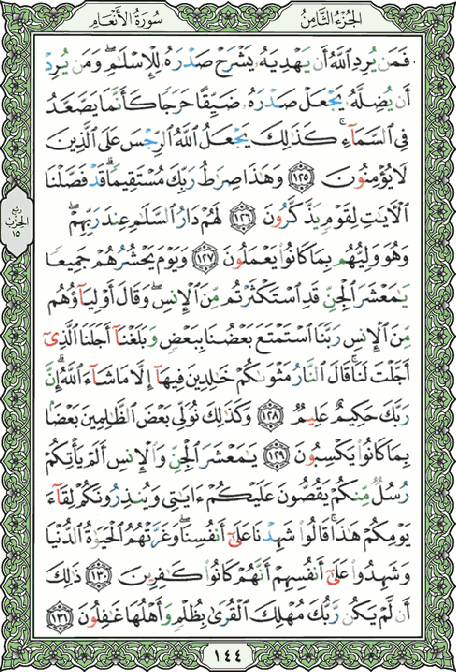 سُورَةُ الأَنْعَام
الجُزْءُ الثَّامِنُ
فَمَن يُرِدِ ٱللَّهُ أَن يَهْدِيَهُۥ يَشْرَحْ صَدْرَهُۥ لِلْإِسْلَٰمِ ۖ وَمَن يُرِدْ
أَن يُضِلَّهُۥ يَجْعَلْ صَدْرَهُۥ ضَيِّقًا حَرَجًا كَأَنَّمَا يَصَّعَّدُ
فِى ٱلسَّمَآءِ ۚ كَذَٰلِكَ يَجْعَلُ ٱللَّهُ ٱلرِّجْسَ عَلَى ٱلَّذِينَ
لَا يُؤْمِنُونَ ١٢٥ وَهَٰذَا صِرَٰطُ رَبِّكَ مُسْتَقِيمًا ۗ قَدْ فَصَّلْنَا
ٱلْءَايَٰتِ لِقَوْمٍ يَذَّكَّرُونَ ١٢٦ لَهُمْ دَارُ ٱلسَّلَٰمِ عِندَ رَبِّهِمْ ۖ
وَهُوَ وَلِيُّهُم بِمَا كَانُوا۟ يَعْمَلُونَ ١٢٧ وَيَوْمَ يَحْشُرُهُمْ جَمِيعًا
يَٰمَعْشَرَ ٱلْجِنِّ قَدِ ٱسْتَكْثَرْتُم مِّنَ ٱلْإِنسِ ۖ وَقَالَ أَوْلِيَآؤُهُم
مِّنَ ٱلْإِنسِ رَبَّنَا ٱسْتَمْتَعَ بَعْضُنَا بِبَعْضٍ وَبَلَغْنَآ أَجَلَنَا ٱلَّذِىٓ
أَجَّلْتَ لَنَا ۚ قَالَ ٱلنَّارُ مَثْوَىٰكُمْ خَٰلِدِينَ فِيهَآ إِلَّا مَا شَآءَ ٱللَّهُ ۗ إِنَّ
رَبَّكَ حَكِيمٌ عَلِيمٌ ١٢٨ وَكَذَٰلِكَ نُوَلِّى بَعْضَ ٱلظَّٰلِمِينَ بَعْضًۢا
بِمَا كَانُوا۟ يَكْسِبُونَ ١٢٩ يَٰمَعْشَرَ ٱلْجِنِّ وَٱلْإِنسِ أَلَمْ يَأْتِكُمْ
رُسُلٌ مِّنكُمْ يَقُصُّونَ عَلَيْكُمْ ءَايَٰتِى وَيُنذِرُونَكُمْ لِقَآءَ
يَوْمِكُمْ هَٰذَا ۚ قَالُوا۟ شَهِدْنَا عَلَىٰٓ أَنفُسِنَا ۖ وَغَرَّتْهُمُ ٱلْحَيَوٰةُ ٱلدُّنْيَا
وَشَهِدُوا۟ عَلَىٰٓ أَنفُسِهِمْ أَنَّهُمْ كَانُوا۟ كَٰفِرِينَ ١٣٠ ذَٰلِكَ
أَن لَّمْ يَكُن رَّبُّكَ مُهْلِكَ ٱلْقُرَىٰ بِظُلْمٍ وَأَهْلُهَا غَٰفِلُونَ ١٣١
ربع
الحزب
١٥
١٤٤